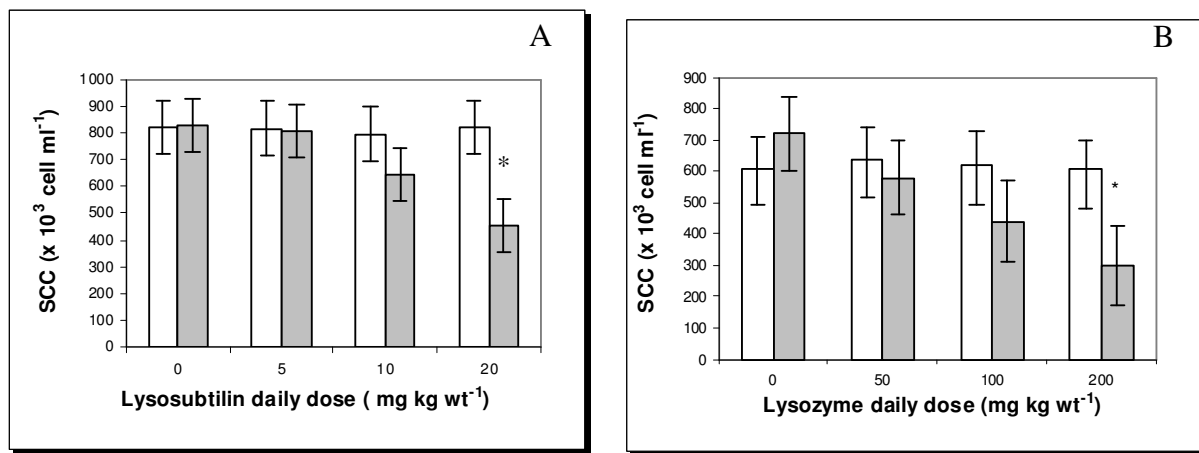 A
SCC (x 10³ cell ml⁻¹)
1000
900
800
700
600
500
400
300
200
100
0
*
0 5 10 20
Lysosubtilin daily dose ( mg kg wt⁻¹)
B
SCC (x 10³ cell ml⁻¹)
900
800
700
600
500
400
300
200
100
0
*
0 50 100 200
Lysozyme daily dose (mg kg wt⁻¹)